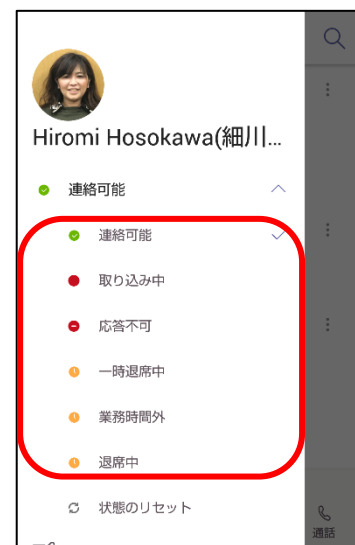 Hiromi Hosokawa(細川...
連絡可能
連絡可能
取り込み中
応答不可
一時退席中
業務時間外
退席中
状態のリセット
通話